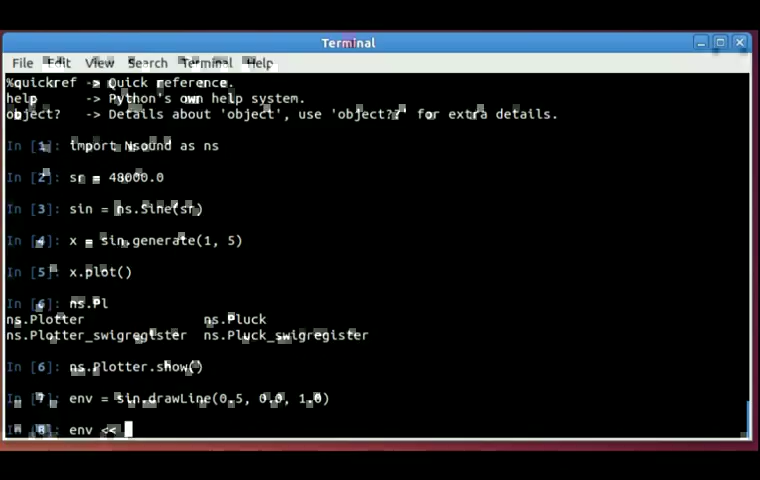 Terminal
File Edit View Search Terminal Help
%quickref -> Quick reference.
help      -> Python's own help system.
object?   -> Details about 'object', use 'object??' for extra details.
In [1]: import Nsound as ns
In [2]: sr = 48000.0
In [3]: sin = ns.Sine(sr)
In [4]: x = sin.generate(1, 5)
In [5]: x.plot()
In [6]: ns.Pl
ns.Plotter               ns.Pluck
ns.Plotter_swigregister  ns.Pluck_swigregister
In [6]: ns.Plotter.show()
In [7]: env = sin.drawLine(0.5, 0.0, 1.0)
In [8]: env <<